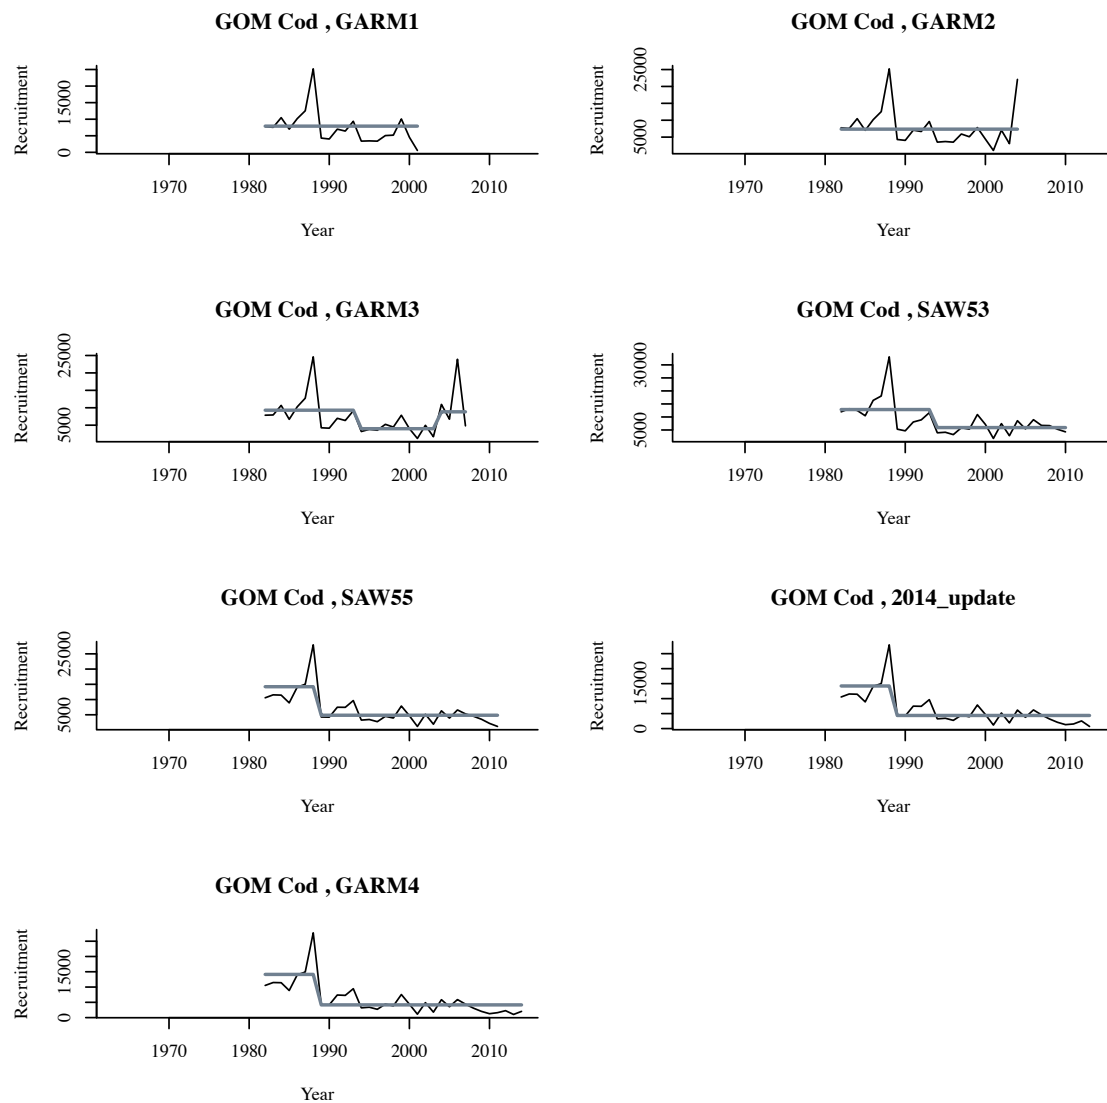 GOM Cod , GARM1
Recruitment
0 15000
1970 1980 1990 2000 2010
Year
GOM Cod , GARM2
Recruitment
5000 25000
1970 1980 1990 2000 2010
Year
GOM Cod , GARM3
Recruitment
5000 25000
1970 1980 1990 2000 2010
Year
GOM Cod , SAW53
Recruitment
5000 30000
1970 1980 1990 2000 2010
Year
GOM Cod , SAW55
Recruitment
5000 25000
1970 1980 1990 2000 2010
Year
GOM Cod , 2014_update
Recruitment
0 15000
1970 1980 1990 2000 2010
Year
GOM Cod , GARM4
Recruitment
0 15000
1970 1980 1990 2000 2010
Year